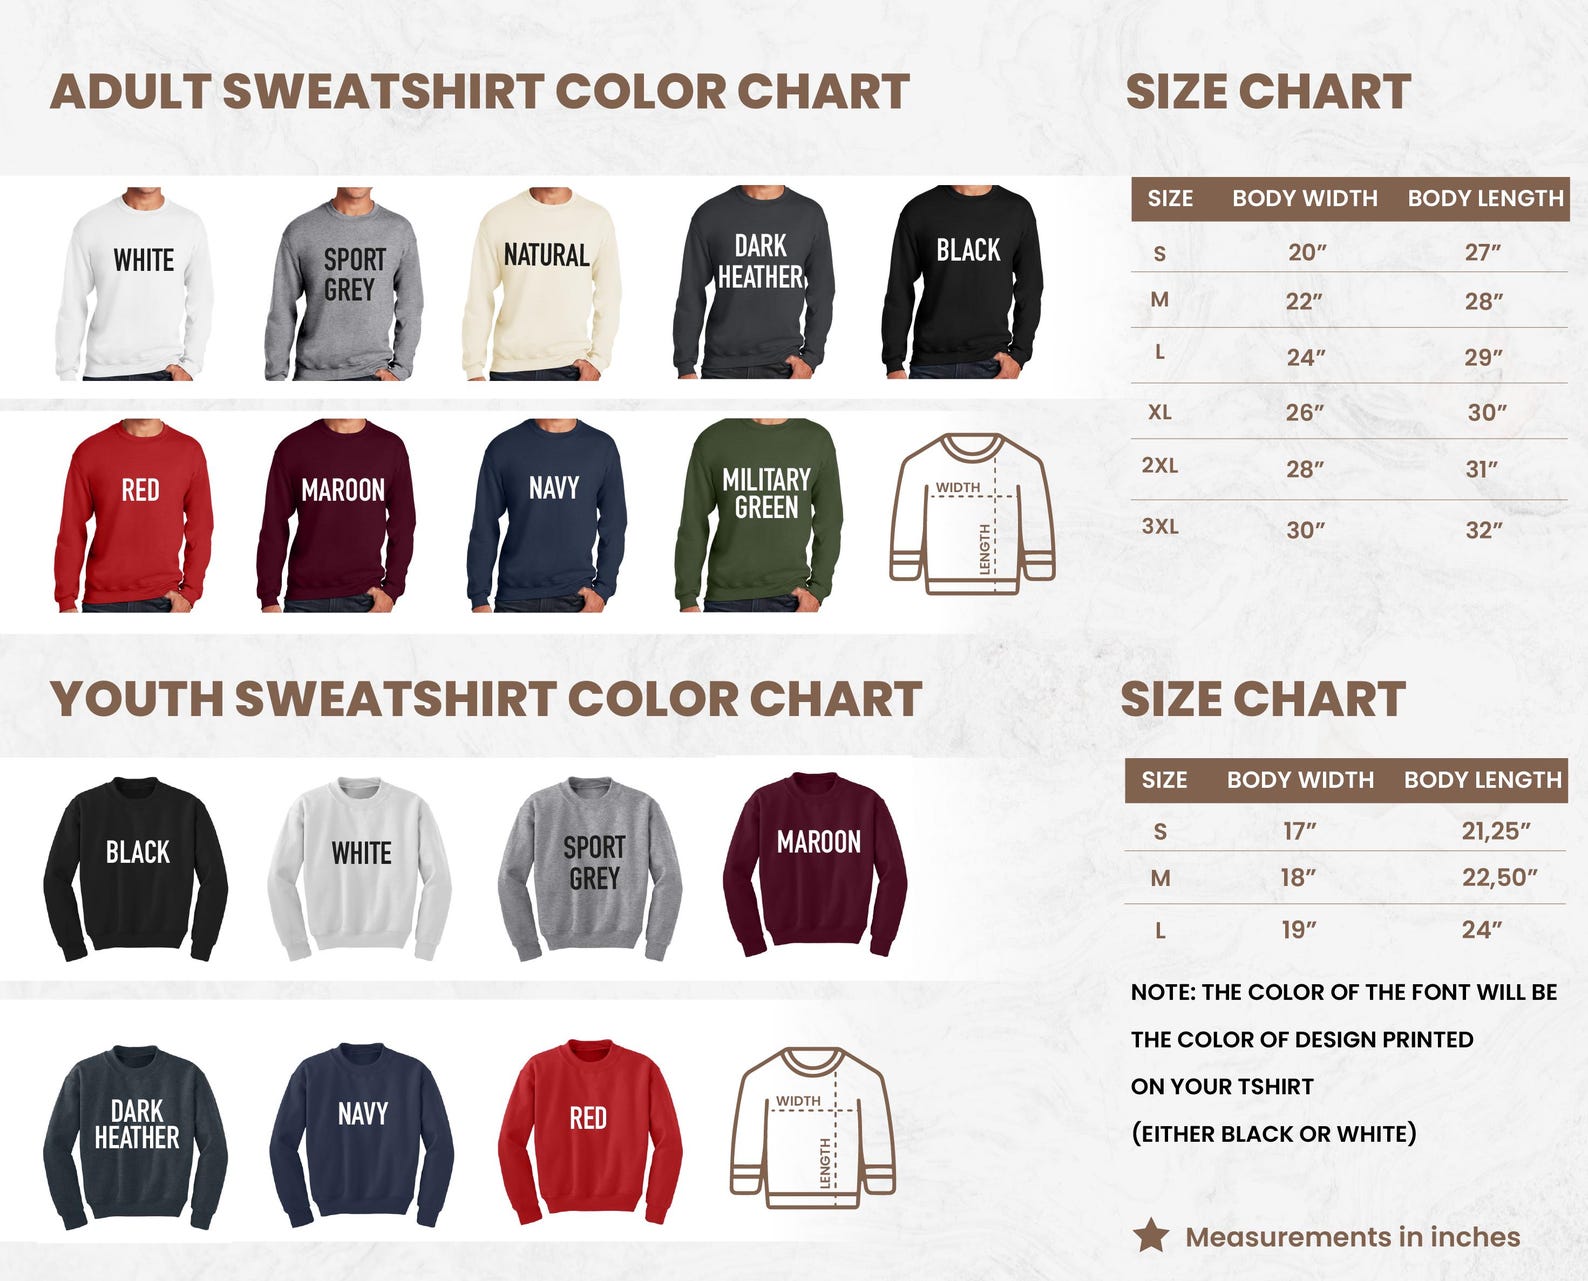 ADULT SWEATSHIRT COLOR CHART
WHITE
SPORT
GREY
NATURAL
DARK
HEATHER
BLACK
RED
MAROON
NAVY
MILITARY
GREEN
WIDTH
LENGTH
SIZE CHART
SIZE BODY WIDTH BODY LENGTH
S 20” 27”
M 22” 28”
L 24” 29”
XL 26” 30”
2XL 28” 31”
3XL 30” 32”
YOUTH SWEATSHIRT COLOR CHART
BLACK
WHITE
SPORT
GREY
MAROON
DARK
HEATHER
NAVY
RED
WIDTH
LENGTH
SIZE CHART
SIZE BODY WIDTH BODY LENGTH
S 17” 21,25”
M 18” 22,50”
L 19” 24”
NOTE: THE COLOR OF THE FONT WILL BE
THE COLOR OF DESIGN PRINTED
ON YOUR TSHIRT
(EITHER BLACK OR WHITE)
Measurements in inches